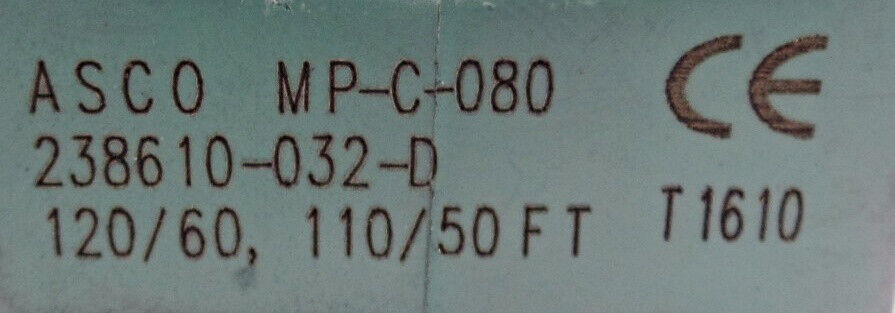 ASCO MP-C-080 CE
238610-032-D
120/60, 110/50 FT T1610